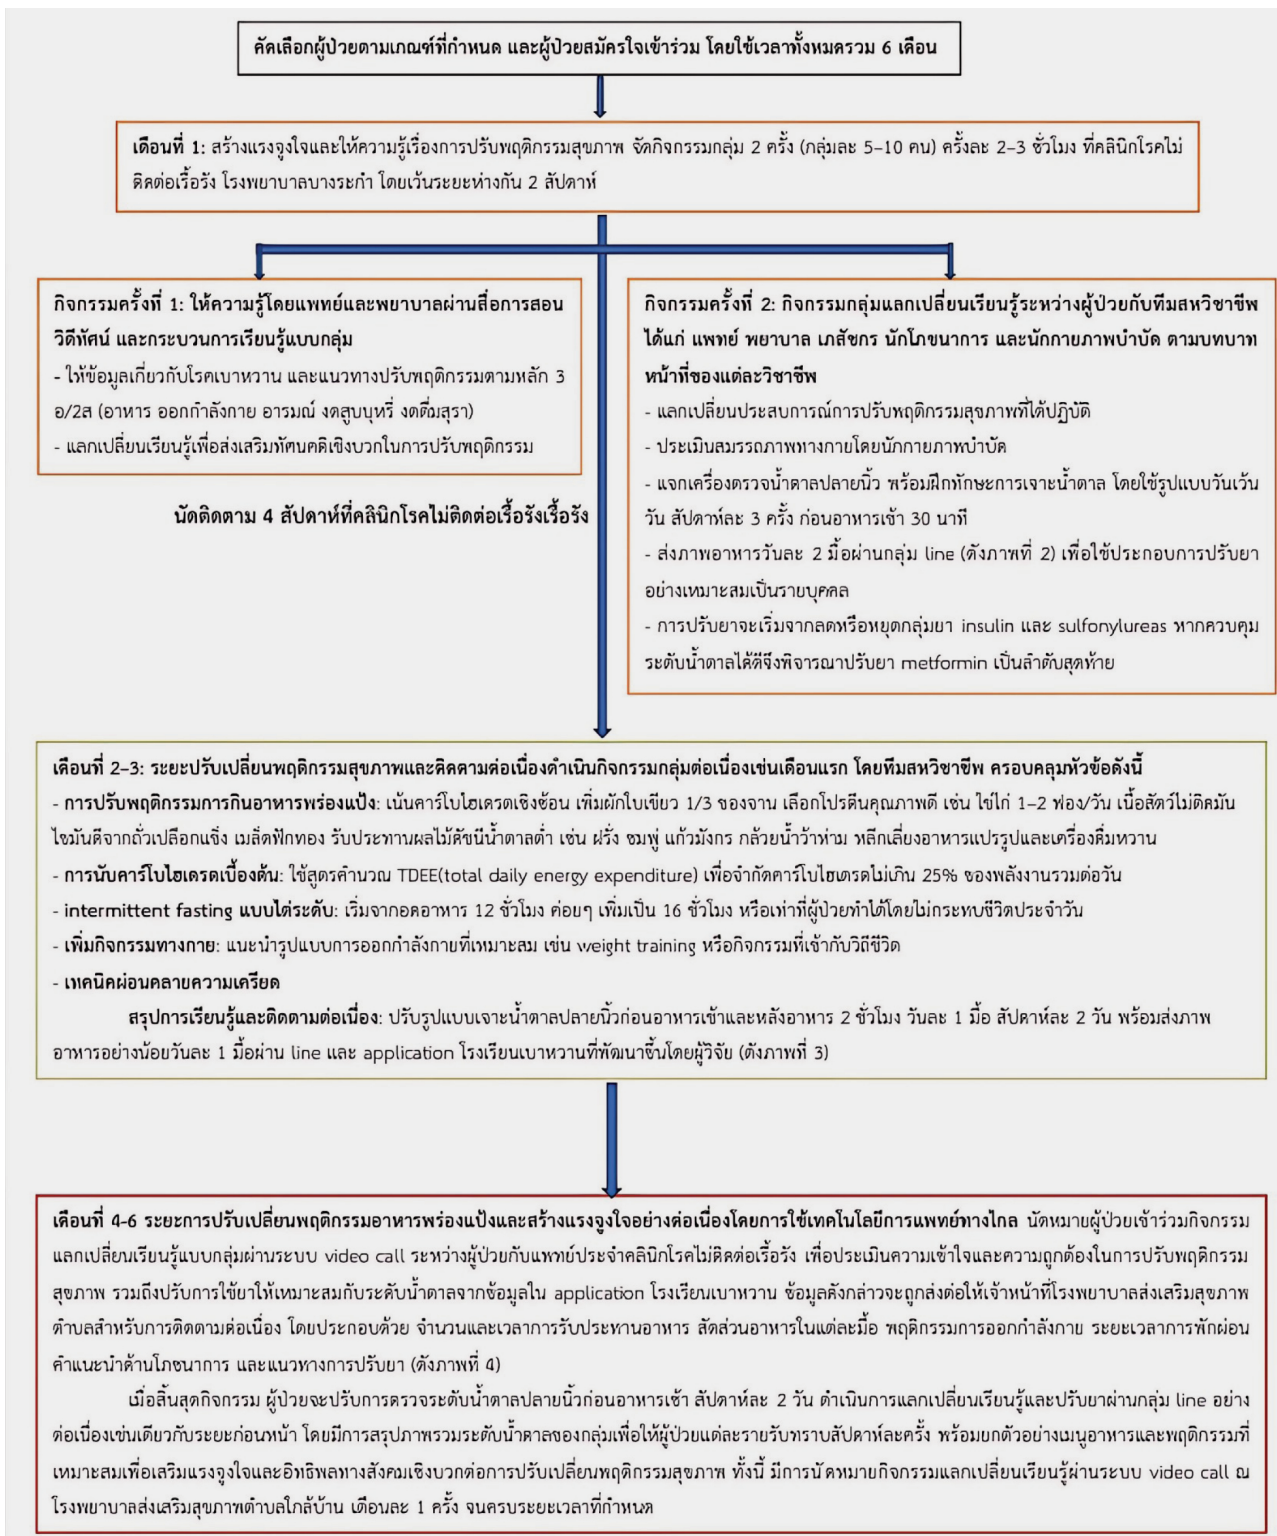 คัดเลือกผู้ป่วยตามเกณฑ์ที่กำหนด และผู้ป่วยสมัครใจเข้าร่วม โดยใช้เวลาทั้งหมดรวม 6 เดือน
เดือนที่ 1: สร้างแรงจูงใจและให้ความรู้เรื่องการปรับพฤติกรรมสุขภาพ จัดกิจกรรมกลุ่ม 2 ครั้ง (กลุ่มละ 5-10 คน) ครั้งละ 2-3 ชั่วโมง ที่คลินิกโรคไม่
ติดต่อเรื้อรัง โรงพยาบาลบางระกำ โดยเว้นระยะห่างกัน 2 สัปดาห์
กิจกรรมครั้งที่ 1: ให้ความรู้โดยแพทย์และพยาบาลผ่านสื่อการสอน
วิดีทัศน์ และกระบวนการเรียนรู้แบบกลุ่ม
- ให้ข้อมูลเกี่ยวกับโรคเบาหวาน และแนวทางปรับพฤติกรรมตามหลัก 3
อ/2ส (อาหาร ออกกำลังกาย อารมณ์ งดสูบบุหรี่ งดดื่มสุรา)
- แลกเปลี่ยนเรียนรู้เพื่อส่งเสริมทัศนคติเชิงบวกในการปรับพฤติกรรม
นัดติดตาม 4 สัปดาห์ที่คลินิกโรคไม่ติดต่อเรื้อรังเรื้อรัง
กิจกรรมครั้งที่ 2: กิจกรรมกลุ่มแลกเปลี่ยนเรียนรู้ระหว่างผู้ป่วยกับทีมสหวิชาชีพ
ได้แก่ แพทย์ พยาบาล เภสัชกร นักโภชนาการ และนักกายภาพบำบัด ตามบทบาท
หน้าที่ของแต่ละวิชาชีพ
- แลกเปลี่ยนประสบการณ์การปรับพฤติกรรมสุขภาพที่ได้ปฏิบัติ
- ประเมินสมรรถภาพทางกายโดยนักกายภาพบำบัด
- แจกเครื่องตรวจน้ำตาลปลายนิ้ว พร้อมฝึกทักษะการเจาะน้ำตาล โดยใช้รูปแบบวันเว้น
วัน สัปดาห์ละ 3 ครั้ง ก่อนอาหารเช้า 30 นาที
- ส่งภาพอาหารวันละ 2 มื้อผ่านกลุ่ม line (ดังภาพที่ 2) เพื่อใช้ประกอบการปรับยา
อย่างเหมาะสมเป็นรายบุคคล
- การปรับยาจะเริ่มจากลดหรือหยุดกลุ่มยา insulin และ sulfonylureas หากควบคุม
ระดับน้ำตาลได้ดีจึงพิจารณาปรับยา metformin เป็นลำดับสุดท้าย
เดือนที่ 2-3: ระยะปรับเปลี่ยนพฤติกรรมสุขภาพและติดตามต่อเนื่องดำเนินกิจกรรมกลุ่มต่อเนื่องเช่นเดือนแรก โดยทีมสหวิชาชีพ ครอบคลุมหัวข้อดังนี้
- การปรับพฤติกรรมการกินอาหารพร่องแป้ง: เน้นคาร์โบไฮเดรตเชิงซ้อน เพิ่มผักใบเขียว 1/3 ของจาน เลือกโปรตีนคุณภาพดี เช่น ไข่ไก่ 1-2 ฟอง/วัน เนื้อสัตว์ไม่ติดมัน
ไขมันดีจากถั่วเปลือกแข็ง เมล็ดฟักทอง รับประทานผลไม้ดัชนีน้ำตาลต่ำ เช่น ฝรั่ง ชมพู่ แก้วมังกร กล้วยน้ำว้าห่าม หลีกเลี่ยงอาหารแปรรูปและเครื่องดื่มหวาน
- การนับคาร์โบไฮเดรตเบื้องต้น: ใช้สูตรคำนวณ TDEE(total daily energy expenditure) เพื่อจำกัดคาร์โบไฮเดรตไม่เกิน 25% ของพลังงานรวมต่อวัน
- intermittent fasting แบบไต่ระดับ: เริ่มจากอดอาหาร 12 ชั่วโมง ค่อยๆ เพิ่มเป็น 16 ชั่วโมง หรือเท่าที่ผู้ป่วยทำได้โดยไม่กระทบชีวิตประจำวัน
- เพิ่มกิจกรรมทางกาย: แนะนำรูปแบบการออกกำลังกายที่เหมาะสม เช่น weight training หรือกิจกรรมที่เข้ากับวิถีชีวิต
- เทคนิคผ่อนคลายความเครียด
สรุปการเรียนรู้และติดตามต่อเนื่อง: ปรับรูปแบบเจาะน้ำตาลปลายนิ้วก่อนอาหารเช้าและหลังอาหาร 2 ชั่วโมง วันละ 1 มื้อ สัปดาห์ละ 2 วัน พร้อมส่งภาพ
อาหารอย่างน้อยวันละ 1 มื้อผ่าน line และ application โรงเรียนเบาหวานที่พัฒนาขึ้นโดยผู้วิจัย (ดังภาพที่ 3)
เดือนที่ 4-6 ระยะการปรับเปลี่ยนพฤติกรรมอาหารพร่องแป้งและสร้างแรงจูงใจอย่างต่อเนื่องโดยการใช้เทคโนโลยีการแพทย์ทางไกล นัดหมายผู้ป่วยเข้าร่วมกิจกรรม
แลกเปลี่ยนเรียนรู้แบบกลุ่มผ่านระบบ video call ระหว่างผู้ป่วยกับแพทย์ประจำคลินิกโรคไม่ติดต่อเรื้อรัง เพื่อประเมินความเข้าใจและความถูกต้องในการปรับพฤติกรรม
สุขภาพ รวมถึงปรับการใช้ยาให้เหมาะสมกับระดับน้ำตาลจากข้อมูลใน application โรงเรียนเบาหวาน ข้อมูลดังกล่าวจะถูกส่งต่อให้เจ้าหน้าที่โรงพยาบาลส่งเสริมสุขภาพ
ตำบลสำหรับการติดตามต่อเนื่อง โดยประกอบด้วย จำนวนและเวลาการรับประทานอาหาร สัดส่วนอาหารในแต่ละมื้อ พฤติกรรมการออกกำลังกาย ระยะเวลาการพักผ่อน
คำแนะนำด้านโภชนาการ และแนวทางการปรับยา (ดังภาพที่ 4)
เมื่อสิ้นสุดกิจกรรม ผู้ป่วยจะปรับการตรวจระดับน้ำตาลปลายนิ้วก่อนอาหารเช้า สัปดาห์ละ 2 วัน ดำเนินการแลกเปลี่ยนเรียนรู้และปรับยาผ่านกลุ่ม line อย่าง
ต่อเนื่องเช่นเดียวกับระยะก่อนหน้า โดยมีการสรุปภาพรวมระดับน้ำตาลของกลุ่มเพื่อให้ผู้ป่วยแต่ละรายรับทราบสัปดาห์ละครั้ง พร้อมยกตัวอย่างเมนูอาหารและพฤติกรรมที่
เหมาะสมเพื่อเสริมแรงจูงใจและอิทธิพลทางสังคมเชิงบวกต่อการปรับเปลี่ยนพฤติกรรมสุขภาพ ทั้งนี้ มีการนัดหมายกิจกรรมแลกเปลี่ยนเรียนรู้ผ่านระบบ video call ณ
โรงพยาบาลส่งเสริมสุขภาพตำบลใกล้บ้าน เดือนละ 1 ครั้ง จนครบระยะเวลาที่กำหนด